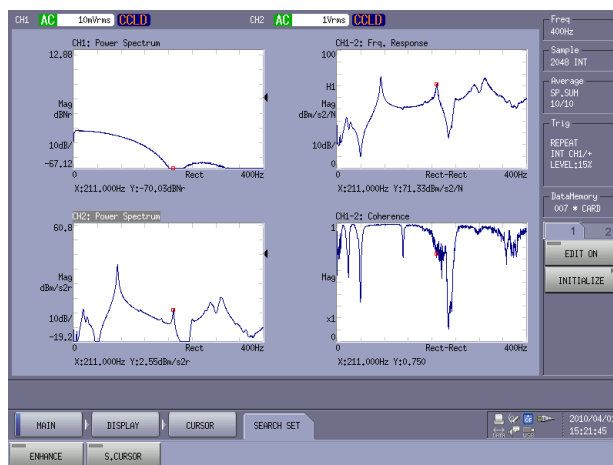 CH1 AC 10mVrms CCLD CH2 AC 1Vrms CCLD
Freq
400Hz
Sample
2048 INT
Average
SP.SUM
10/10
Trig
REPEAT
INT CH1/+
LEVEL:15%
DataMemory
007 * CARD
1 2
EDIT ON
INITIALIZE
CH1: Power Spectrum
12.88
Mag
dBNr
10dB/
-67.12
0 Rect 400Hz
X:211.000Hz Y:-70.03dBNr
CH1-2: Frq. Response
100
H1
Mag
dBm/s2/N
10dB/
0
0 Rect-Rect 400Hz
X:211.000Hz Y:71.33dBm/s2/N
CH2: Power Spectrum
60.8
Mag
dBm/s2r
10dB/
-19.2
0 Rect 400Hz
X:211.000Hz Y:2.55dBm/s2r
CH1-2: Coherence
1
Mag
x1
0
0 Rect-Rect 400Hz
X:211.000Hz Y:0.750
MAIN DISPLAY CURSOR SEARCH SET
2010/04/01
15:21:45
ENHANCE S.CURSOR